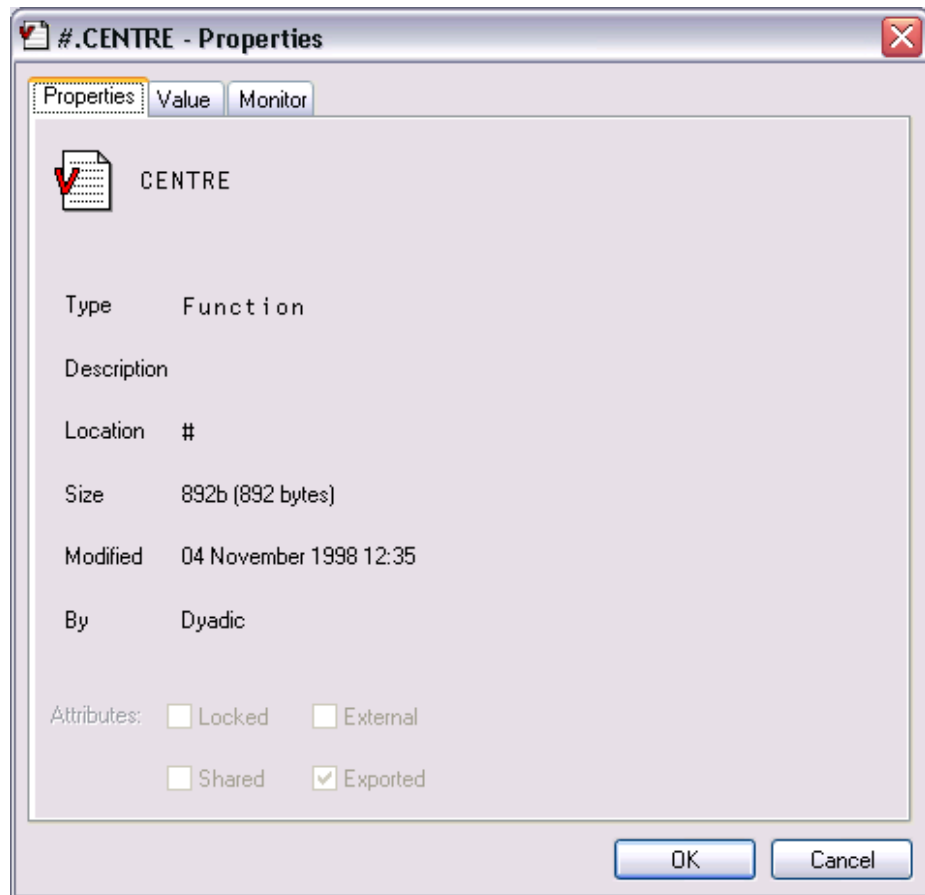 #.CENTRE - Properties
Properties Value Monitor
CENTRE
Type Function
Description
Location #
Size 892b (892 bytes)
Modified 04 November 1998 12:35
By Dyadic
Attributes: Locked External
Shared Exported
OK Cancel